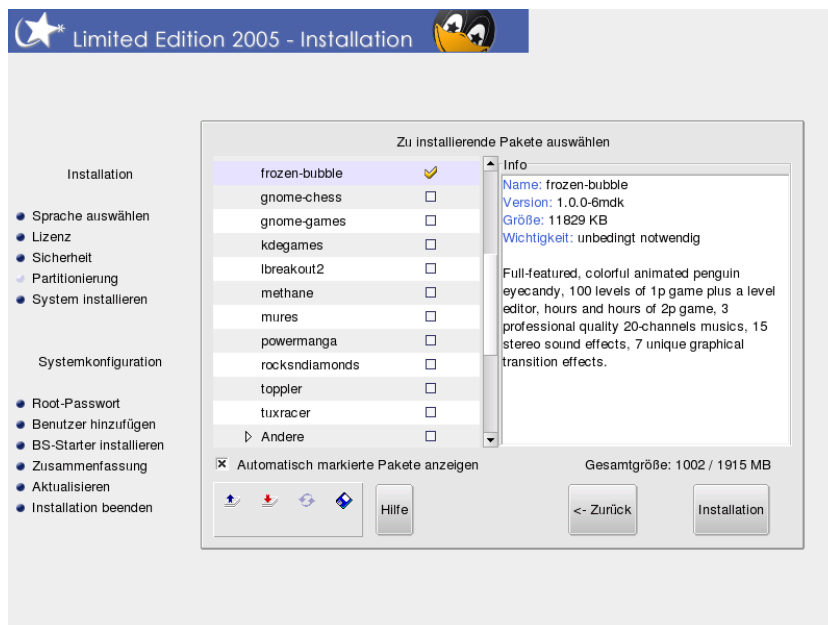 Limited Edition 2005 - Installation
Installation
Sprache auswählen
Lizenz
Sicherheit
Partitionierung
System installieren
Systemkonfiguration
Root-Passwort
Benutzer hinzufügen
BS-Starter installieren
Zusammenfassung
Aktualisieren
Installation beenden
Zu installierende Pakete auswählen
frozen-bubble
gnome-chess
gnome-games
kdegames
lbreakout2
methane
mures
powermanga
rocksndiamonds
toppler
tuxracer
Andere
Info
Name: frozen-bubble
Version: 1.0.0-6mdk
Größe: 11829 KB
Wichtigkeit: unbedingt notwendig
Full-featured, colorful animated penguin
eyecandy, 100 levels of 1p game plus a level
editor, hours and hours of 2p game, 3
professional quality 20-channels musics, 15
stereo sound effects, 7 unique graphical
transition effects.
Automatisch markierte Pakete anzeigen
Gesamtgröße: 1002 / 1915 MB
Hilfe
<- Zurück
Installation